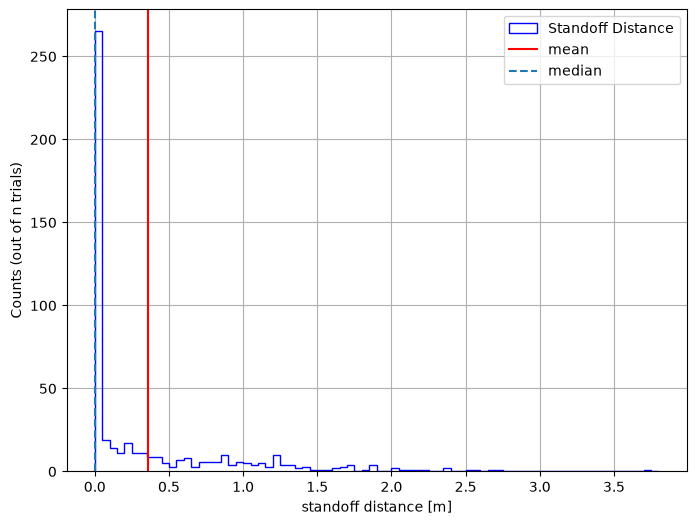 Standoff Distance
mean
median
Counts (out of n trials)
250
200
150
100
50
0
0.0 0.5 1.0 1.5 2.0 2.5 3.0 3.5
standoff distance [m]